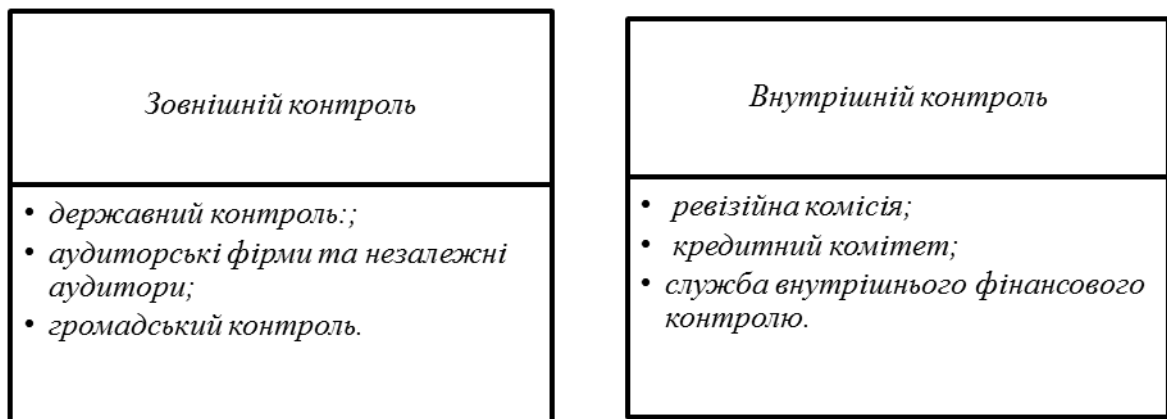 Зовнішній контроль
• державний контроль:;
• аудиторські фірми та незалежні
аудитори;
• громадський контроль.
Внутрішній контроль
• ревізійна комісія;
• кредитний комітет;
• служба внутрішнього фінансового
контролю.